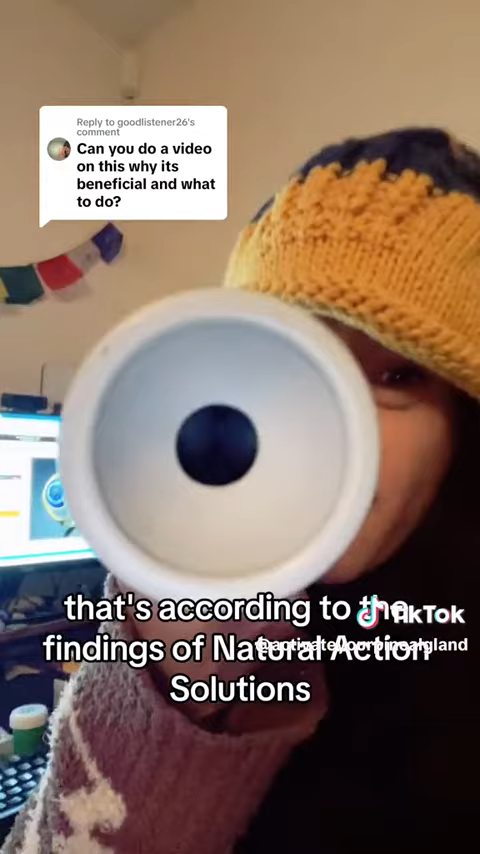 Reply to goodlistener26's
comment
Can you do a video
on this why its
beneficial and what
to do?
that's according to the
findings of Natural Action
Solutions
TikTok
@activateyourpinealgland